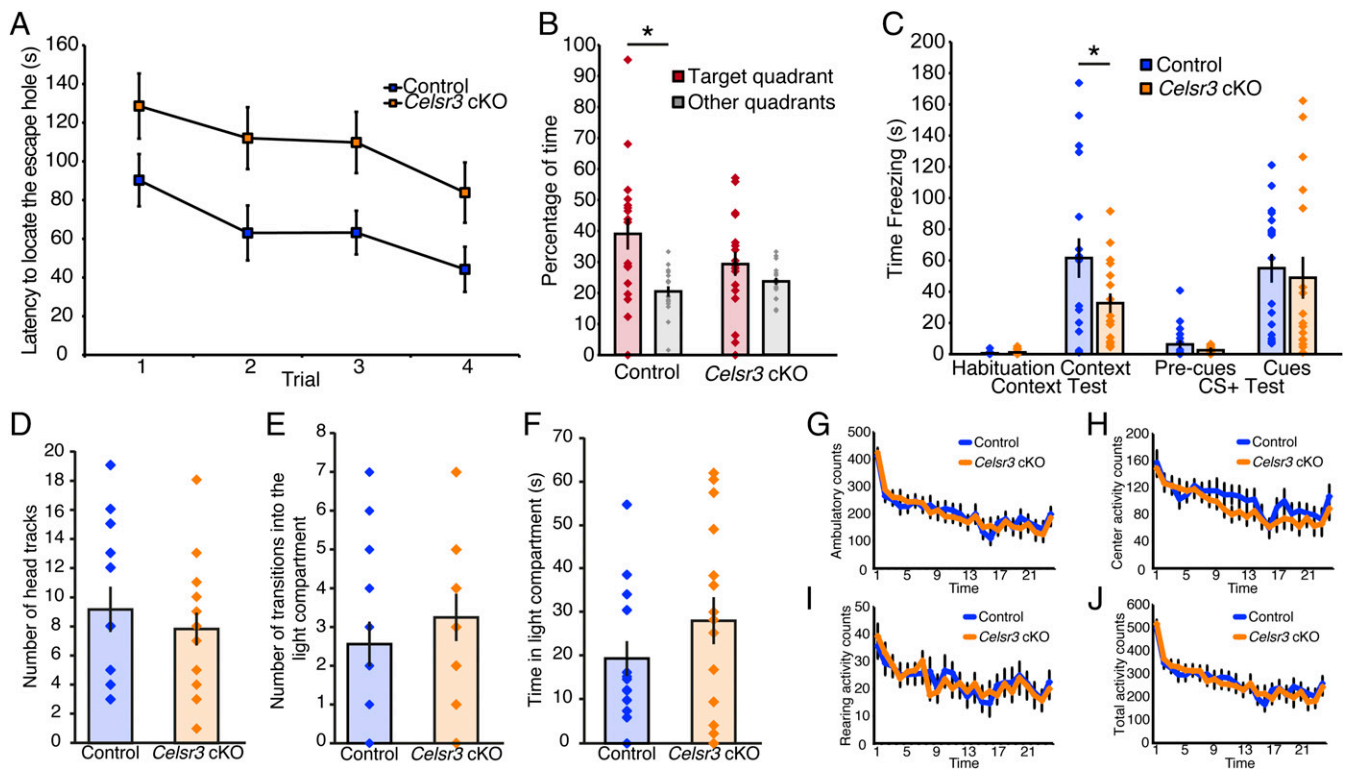 A
Latency to locate the escape hole (s)
160
140
120
100
80
60
40
20
0
1 2 3 4
Trial
Control
Celsr3 cKO
B
Percentage of time
100
90
80
70
60
50
40
30
20
10
0
*
Target quadrant
Other quadrants
Control Celsr3 cKO
C
Time Freezing (s)
200
180
160
140
120
100
80
60
40
20
0
*
Control
Celsr3 cKO
Habituation Context Pre-cues Cues
Context Test CS+ Test
D
Number of head tracks
20
18
16
14
12
10
8
6
4
2
0
Control Celsr3 cKO
E
Number of transitions into the
light compartment
8
7
6
5
4
3
2
1
0
Control Celsr3 cKO
F
Time in light compartment (s)
70
60
50
40
30
20
10
0
Control Celsr3 cKO
G
Ambulatory counts
500
400
300
200
100
0
Control
Celsr3 cKO
1 5 9 13 17 21
Time
H
Center activity counts
200
160
120
80
40
0
Control
Celsr3 cKO
1 5 9 13 17 21
Time
I
Rearing activity counts
50
40
30
20
10
0
Control
Celsr3 cKO
1 5 9 13 17 21
Time
J
Total activity counts
600
500
400
300
200
100
0
Control
Celsr3 cKO
1 5 9 13 17 21
Time